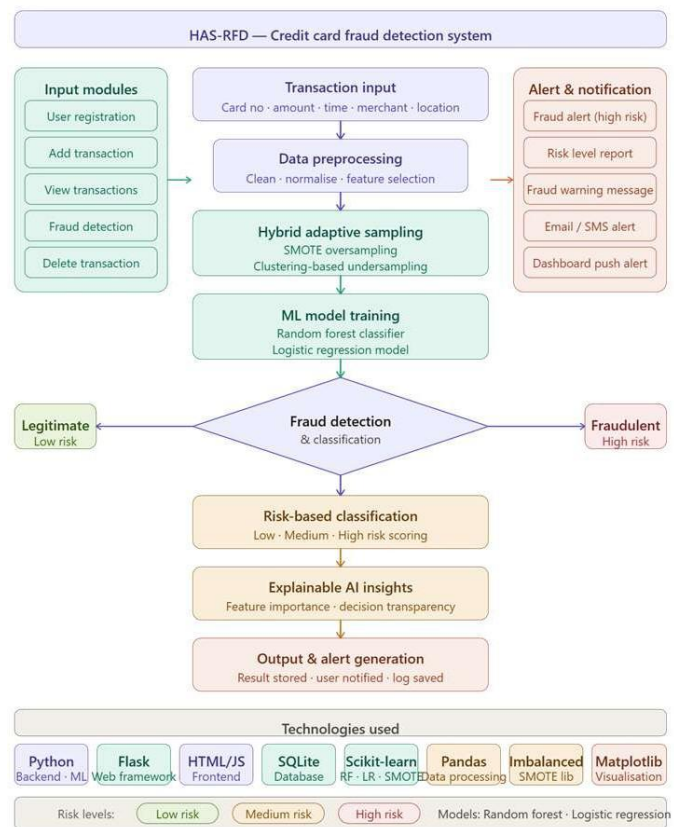 HAS-RFD — Credit card fraud detection system
Input modules
User registration
Add transaction
View transactions
Fraud detection
Delete transaction
Transaction input
Card no · amount · time · merchant · location
Data preprocessing
Clean · normalise · feature selection
Hybrid adaptive sampling
SMOTE oversampling
Clustering-based undersampling
ML model training
Random forest classifier
Logistic regression model
Alert & notification
Fraud alert (high risk)
Risk level report
Fraud warning message
Email / SMS alert
Dashboard push alert
Legitimate
Low risk
Fraud detection
& classification
Fraudulent
High risk
Risk-based classification
Low · Medium · High risk scoring
Explainable AI insights
Feature importance · decision transparency
Output & alert generation
Result stored · user notified · log saved
Technologies used
Python
Backend · ML
Flask
Web framework
HTML/JS
Frontend
SQLite
Database
Scikit-learn
RF · LR · SMOTE
Pandas
Data processing
Imbalanced
SMOTE lib
Matplotlib
Visualisation
Risk levels:
Low risk
Medium risk
High risk
Models: Random forest · Logistic regression